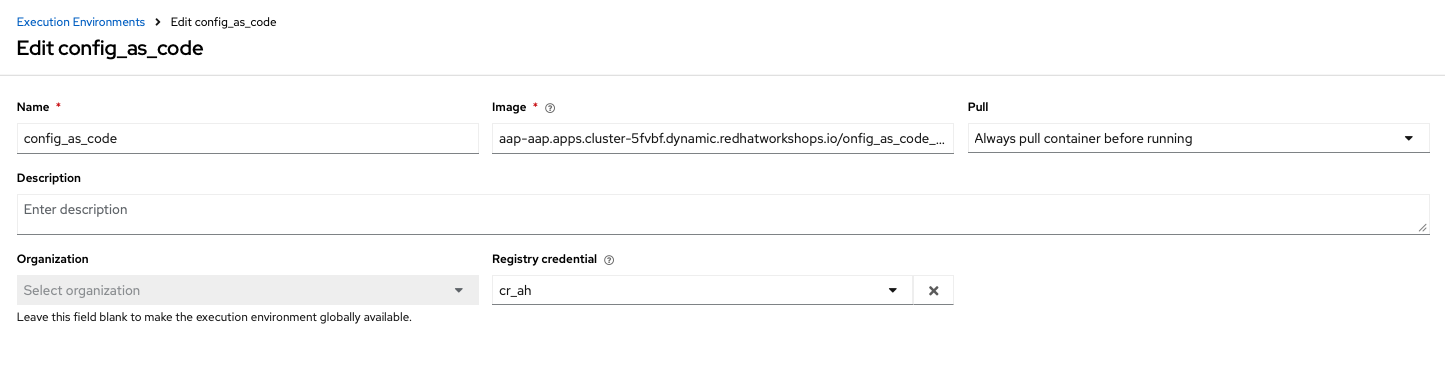 Execution Environments > Edit config_as_code
Edit config_as_code
Name * Image * Pull
config_as_code aap-aap.apps.cluster-5fvbf.dynamic.redhatworkshops.io/onfig_as_code_... Always pull container before running
Description
Enter description
Organization Registry credential
Select organization cr_ah
Leave this field blank to make the execution environment globally available.